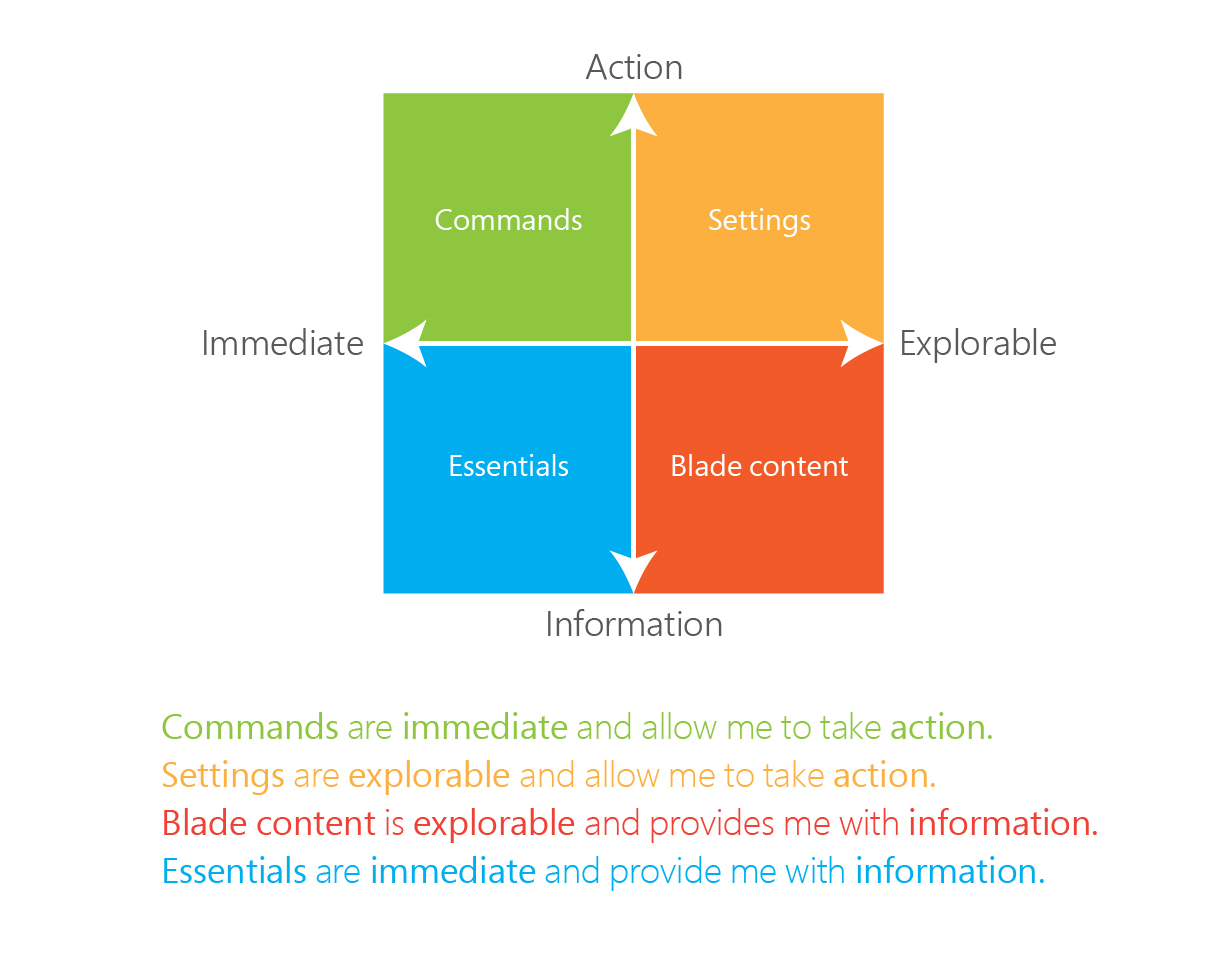 Action
Commands
Settings
Immediate
Explorable
Essentials
Blade content
Information
Commands are immediate and allow me to take action.
Settings are explorable and allow me to take action.
Blade content is explorable and provides me with information.
Essentials are immediate and provide me with information.